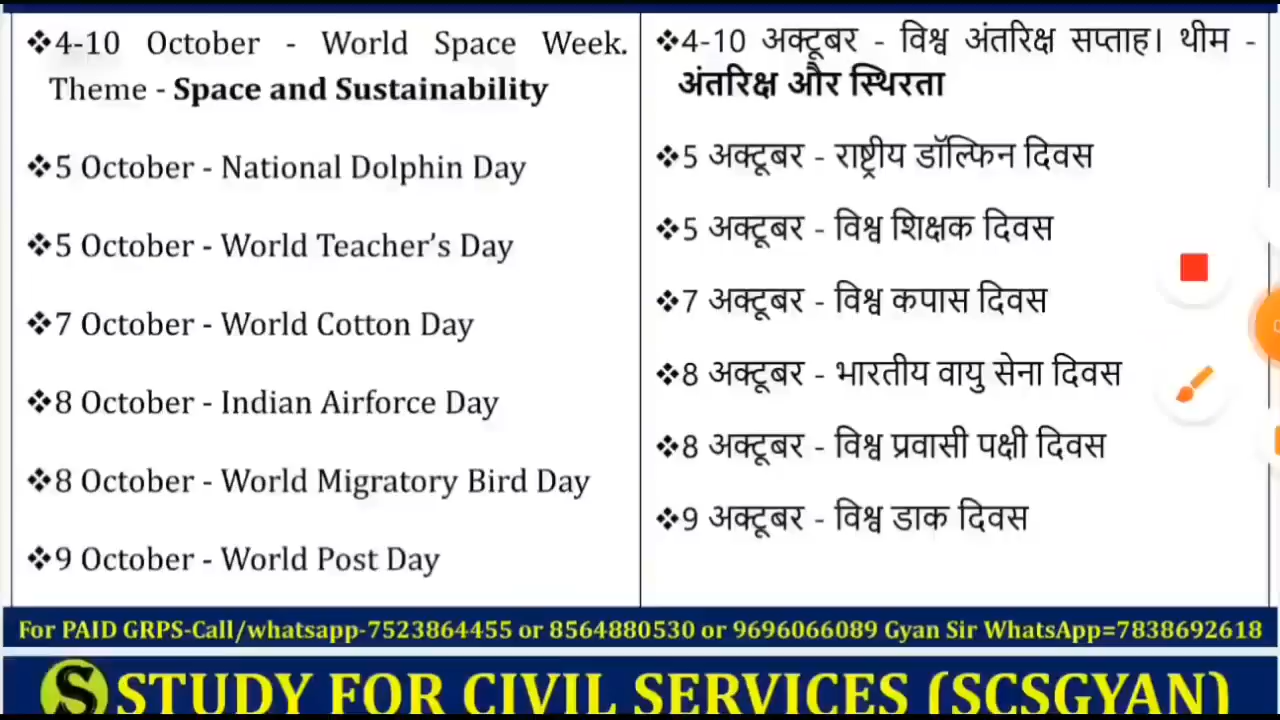 ❖4-10 October - World Space Week.
Theme - Space and Sustainability
❖5 October - National Dolphin Day
❖5 October - World Teacher’s Day
❖7 October - World Cotton Day
❖8 October - Indian Airforce Day
❖8 October - World Migratory Bird Day
❖9 October - World Post Day
❖4-10 अक्टूबर - विश्व अंतरिक्ष सप्ताह। थीम -
अंतरिक्ष और स्थिरता
❖5 अक्टूबर - राष्ट्रीय डॉल्फिन दिवस
❖5 अक्टूबर - विश्व शिक्षक दिवस
❖7 अक्टूबर - विश्व कपास दिवस
❖8 अक्टूबर - भारतीय वायु सेना दिवस
❖8 अक्टूबर - विश्व प्रवासी पक्षी दिवस
❖9 अक्टूबर - विश्व डाक दिवस
For PAID GRPS-Call/whatsapp-7523864455 or 8564880530 or 9696066089 Gyan Sir WhatsApp=7838692618
S STUDY FOR CIVIL SERVICES (SCSGYAN)